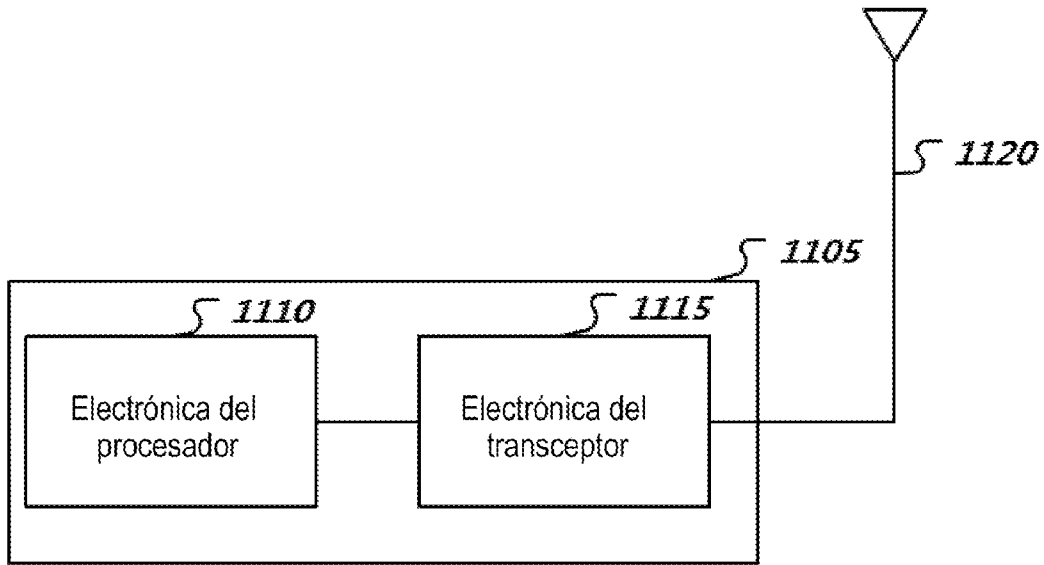 1120
1105
1110
1115
Electrónica del
procesador
Electrónica del
transceptor